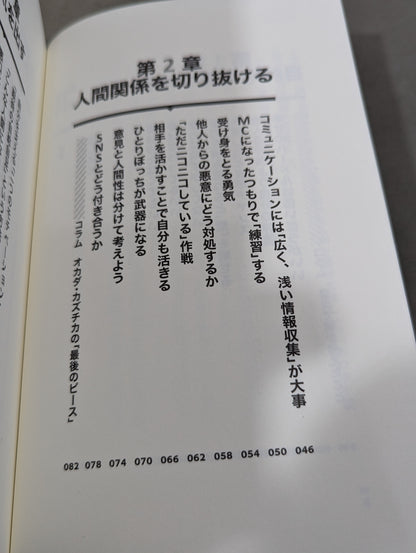 第2章
人間関係を切り抜ける
コミュニケーションには「広く、浅い情報収集」が大事
046
MCになったつもりで「練習」する
050
受け身をとる勇気
054
他人からの悪意にどう対処するか
058
「ただニコニコしている」作戦
062
相手を活かすことで自分も活きる
066
ひとりぼっちが武器になる
070
意見と人間性は分けて考えよう
074
SNSとどう付き合うか
078
コラム オカダ・カズチカの「最後のピース」
082